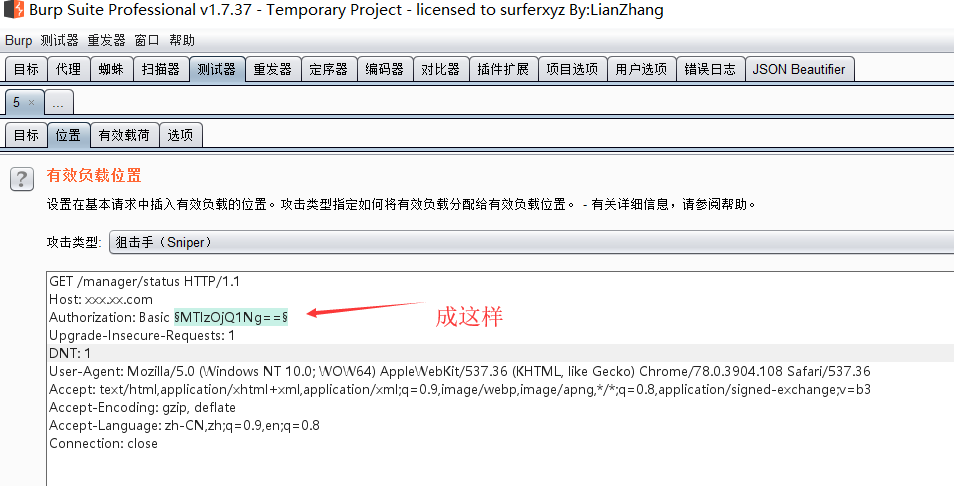 Burp Suite Professional v1.7.37 - Temporary Project - licensed to surferxyz By:LianZhang
Burp 测试器 重发器 窗口 帮助
目标 代理 蜘蛛 扫描器 测试器 重发器 定序器 编码器 对比器 插件扩展 项目选项 用户选项 错误日志 JSON Beautifier
5 × ...
目标 位置 有效载荷 选项
? 有效负载位置
设置在基本请求中插入有效负载的位置。攻击类型指定如何将有效负载分配给有效负载位置。 - 有关详细信息，请参阅帮助。
攻击类型: 狙击手（Sniper）
GET /manager/status HTTP/1.1
Host: xxx.xx.com
Authorization: Basic §MTIzOjQ1Ng==§ 成这样
Upgrade-Insecure-Requests: 1
DNT: 1
User-Agent: Mozilla/5.0 (Windows NT 10.0; WOW64) AppleWebKit/537.36 (KHTML, like Gecko) Chrome/78.0.3904.108 Safari/537.36
Accept: text/html,application/xhtml+xml,application/xml;q=0.9,image/webp,image/apng,*/*;q=0.8,application/signed-exchange;v=b3
Accept-Encoding: gzip, deflate
Accept-Language: zh-CN,zh;q=0.9,en;q=0.8
Connection: close